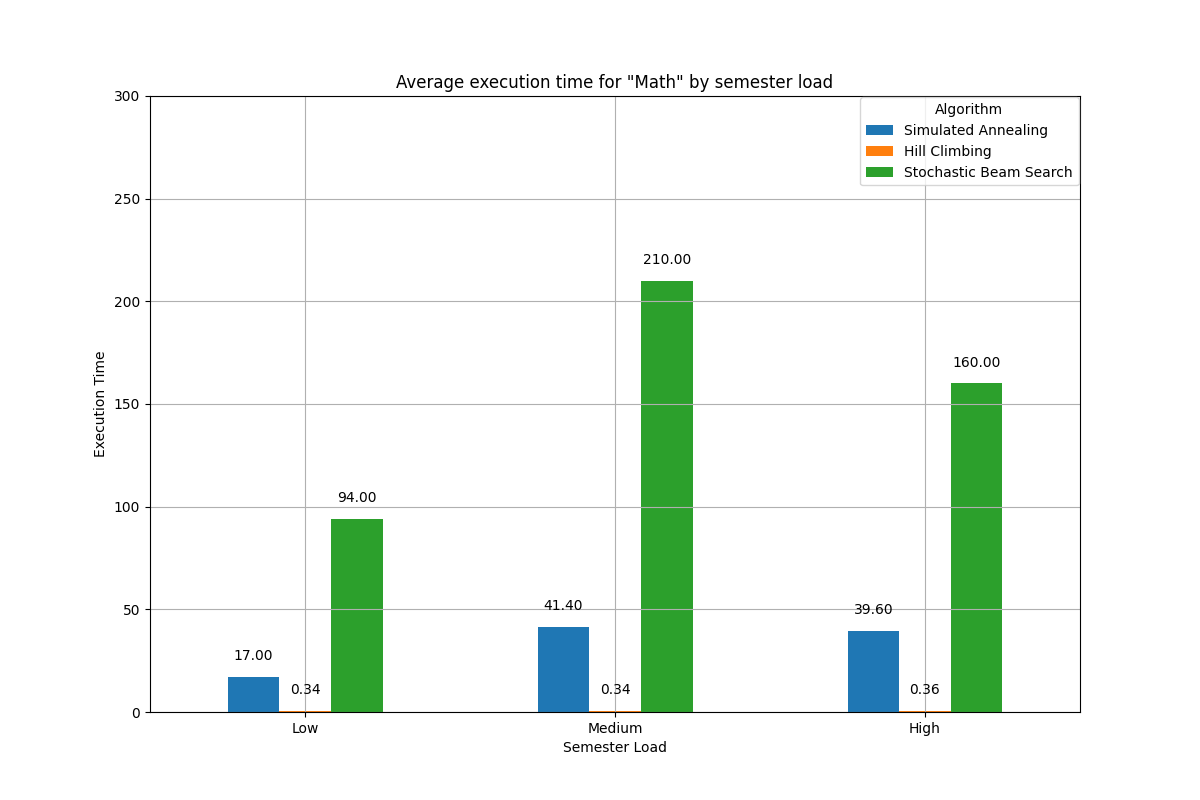 Average execution time for "Math" by semester load
300
250
200
150
100
50
0
Execution Time
Algorithm
Simulated Annealing
Hill Climbing
Stochastic Beam Search
17.00
0.34
94.00
41.40
0.34
210.00
39.60
0.36
160.00
Low
Medium
High
Semester Load